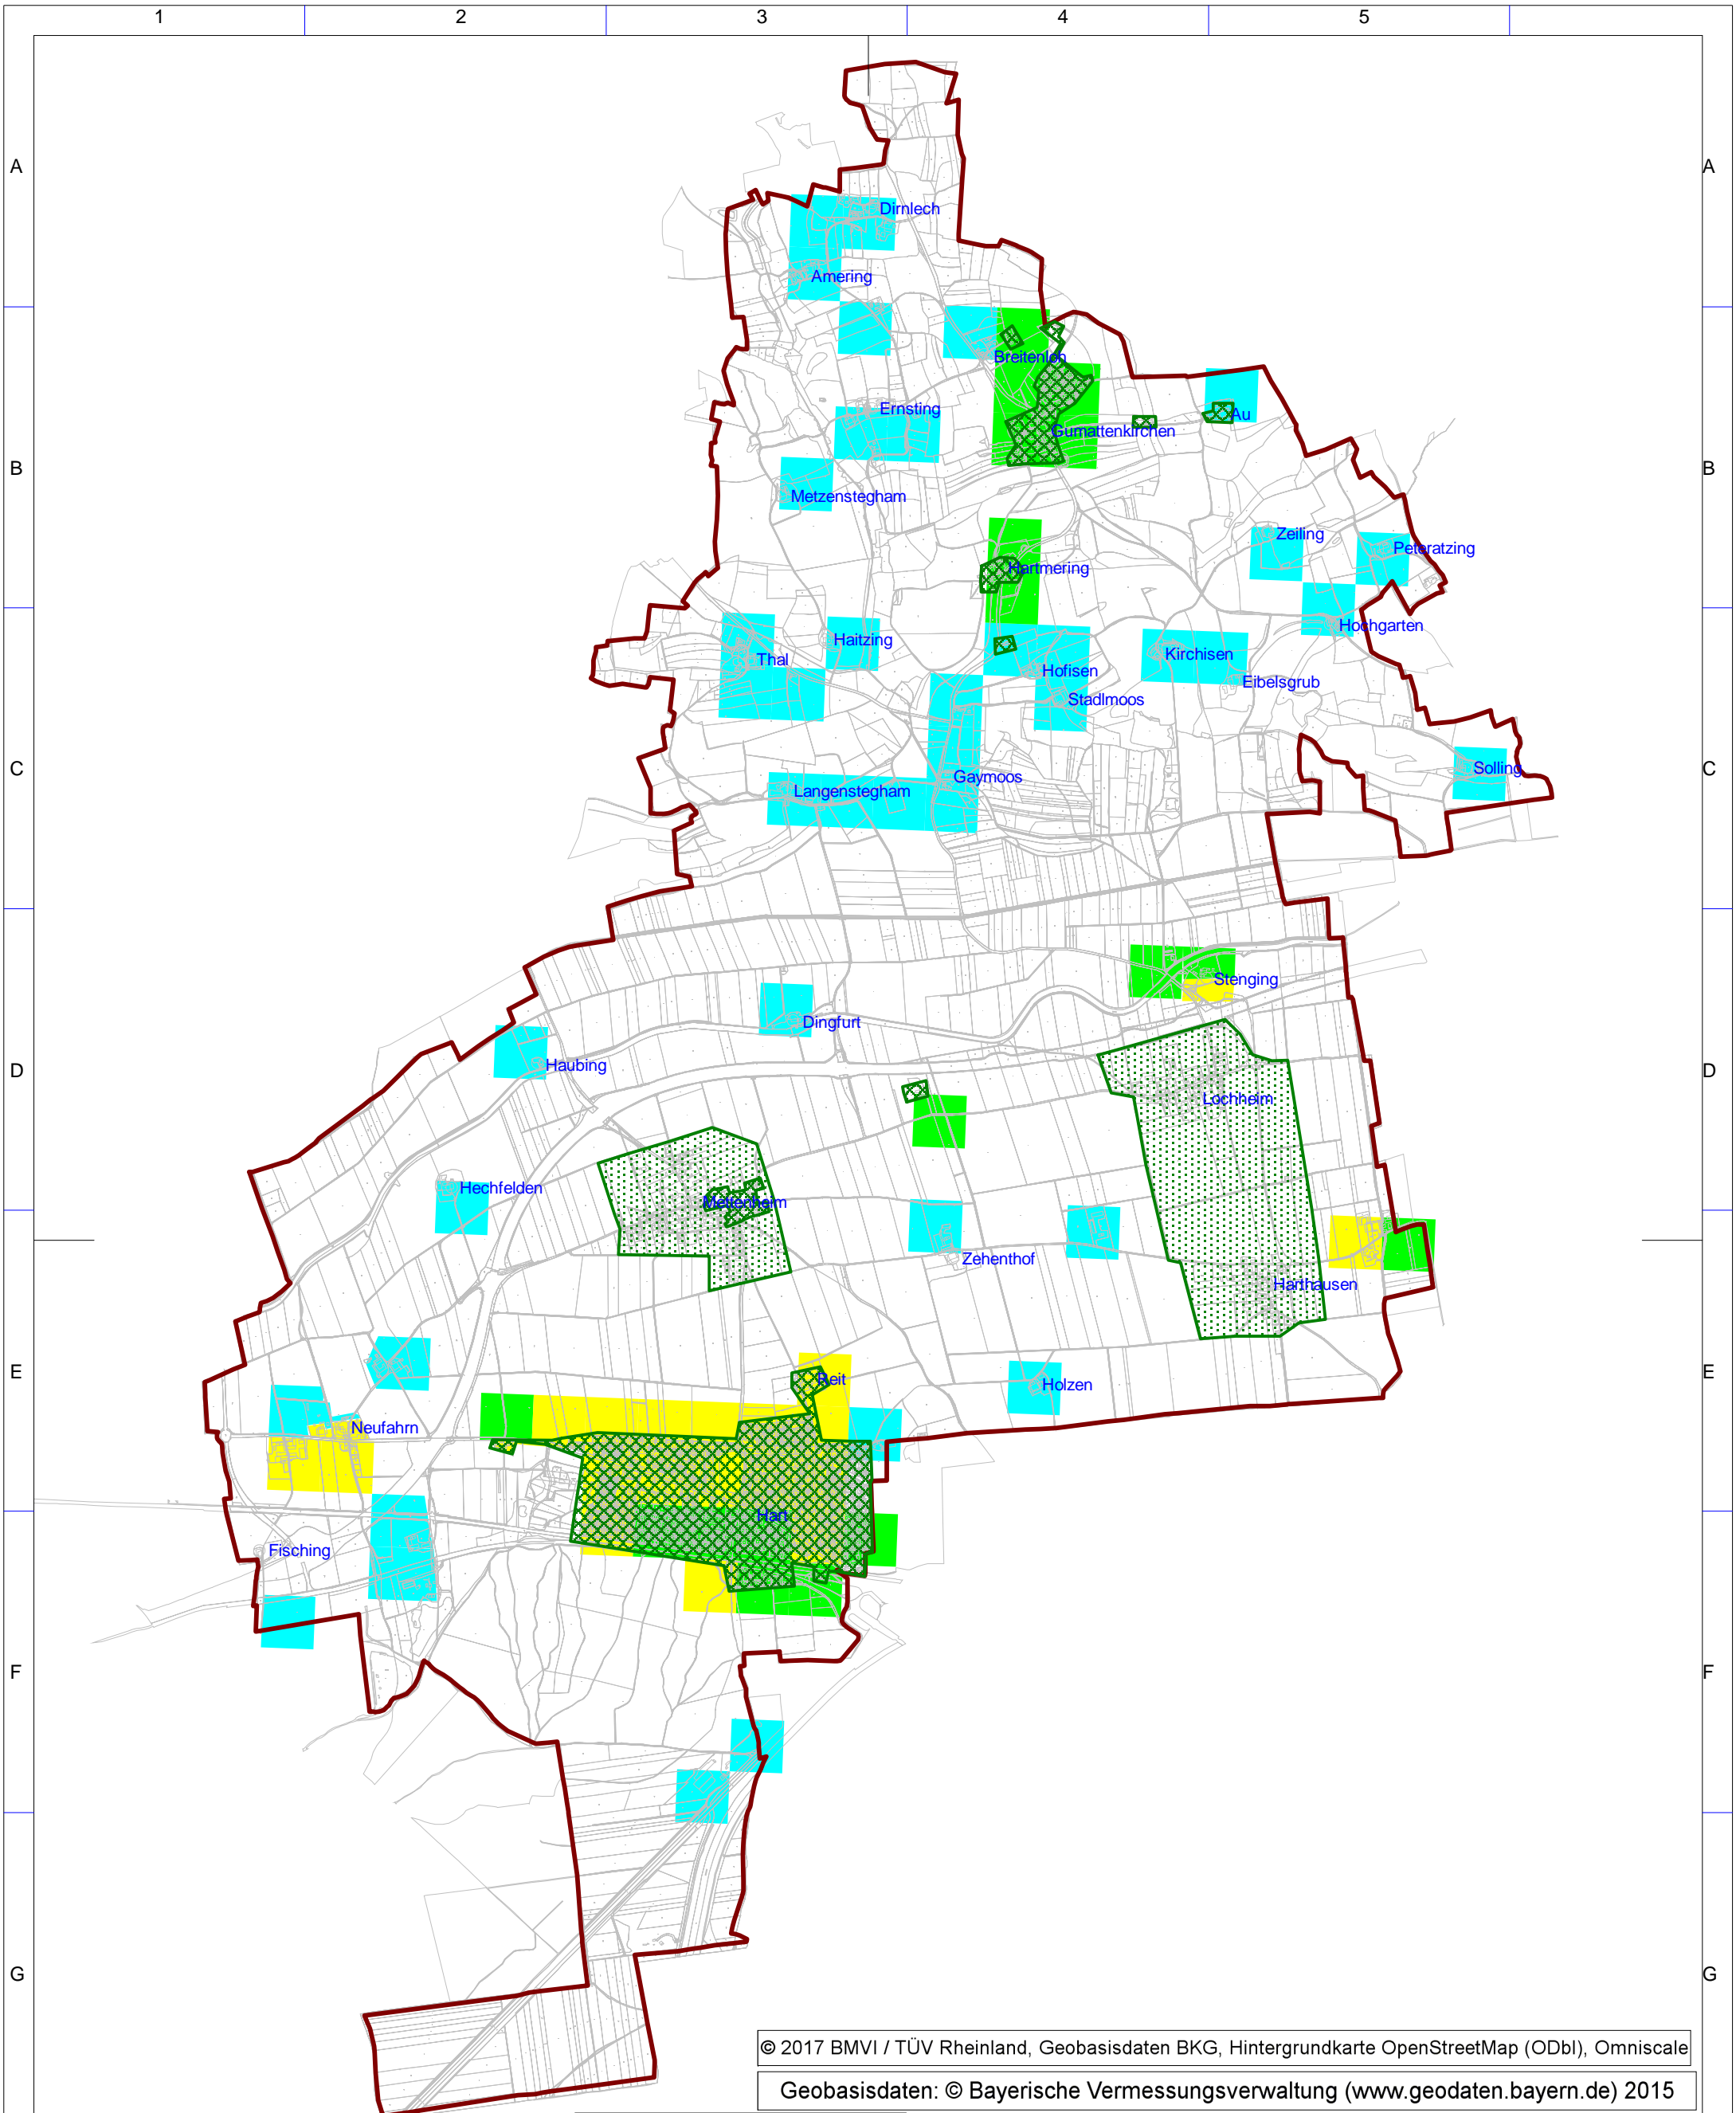 1 2 3 4 5
A A
Dirnlech
Amering
Breitenloh
Ernsting
Au
Gumattenkirchen
B B
Metzenstegham
Zeiling
Peteratzing
Hartmering
Hochgarten
Haitzing
Kirchisen
Thal
Hofisen
Eibelsgrub
Stadlmoos
C C
Solling
Gaymoos
Langenstegham
Stenging
Dingfurt
Haubing
D D
Lochheim
Hechfelden
Mettenheim
Zehenthof
Harthausen
E E
Reit
Holzen
Neufahrn
Hart
Fisching
F F
G G
© 2017 BMVI / TÜV Rheinland, Geobasisdaten BKG, Hintergrundkarte OpenStreetMap (ODbl), Omniscale
Geobasisdaten: © Bayerische Vermessungsverwaltung (www.geodaten.bayern.de) 2015